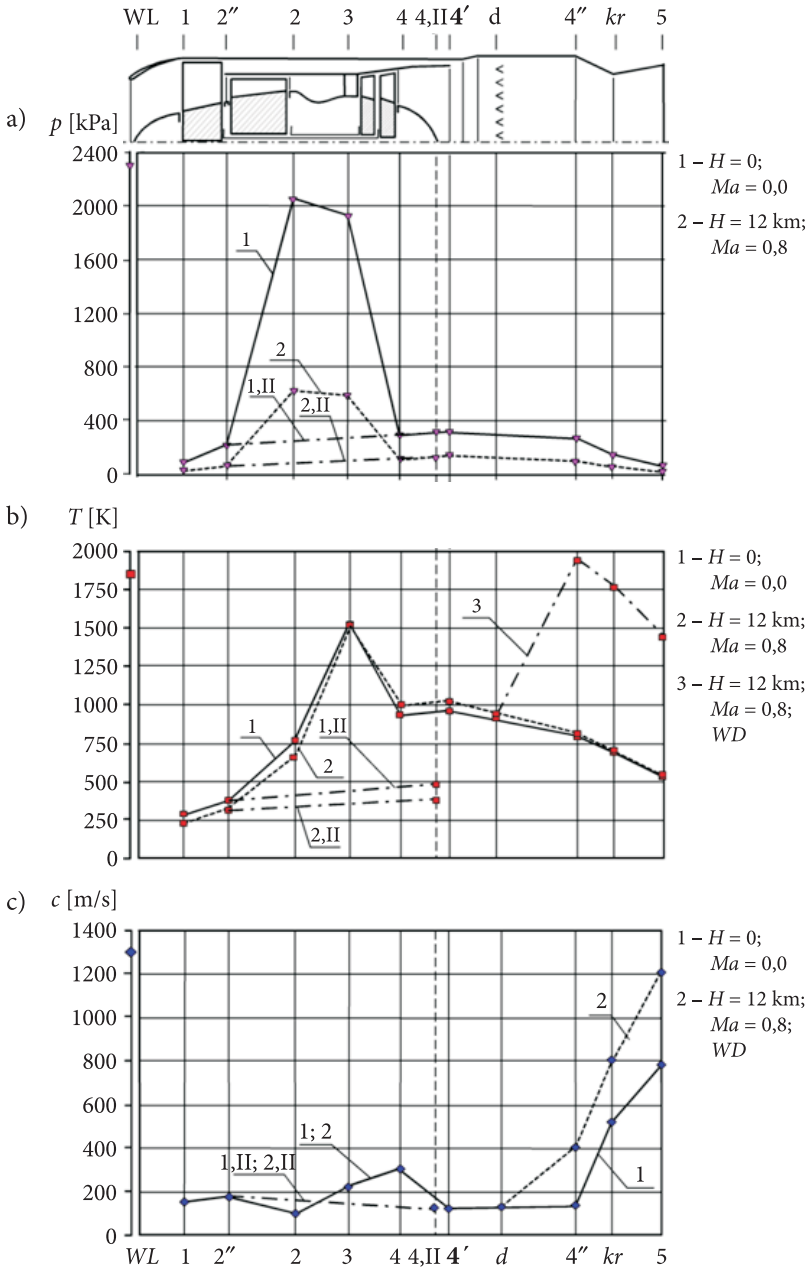 WL 1 2″ 2 3 4 4,II 4′ d 4″ kr 5
a) p [kPa]
2400
2000
1600
1200
800
400
0
1
2
1,II
2,II
1 – H = 0;
Ma = 0,0
2 – H = 12 km;
Ma = 0,8
b) T [K]
2000
1750
1500
1250
1000
750
500
250
0
3
1
1,II
2
2,II
1 – H = 0;
Ma = 0,0
2 – H = 12 km;
Ma = 0,8
3 – H = 12 km;
Ma = 0,8;
WD
c) c [m/s]
1400
1200
1000
800
600
400
200
0
2
1; 2
1,II; 2,II
1
1 – H = 0;
Ma = 0,0
2 – H = 12 km;
Ma = 0,8;
WD
WL 1 2″ 2 3 4 4,II 4′ d 4″ kr 5